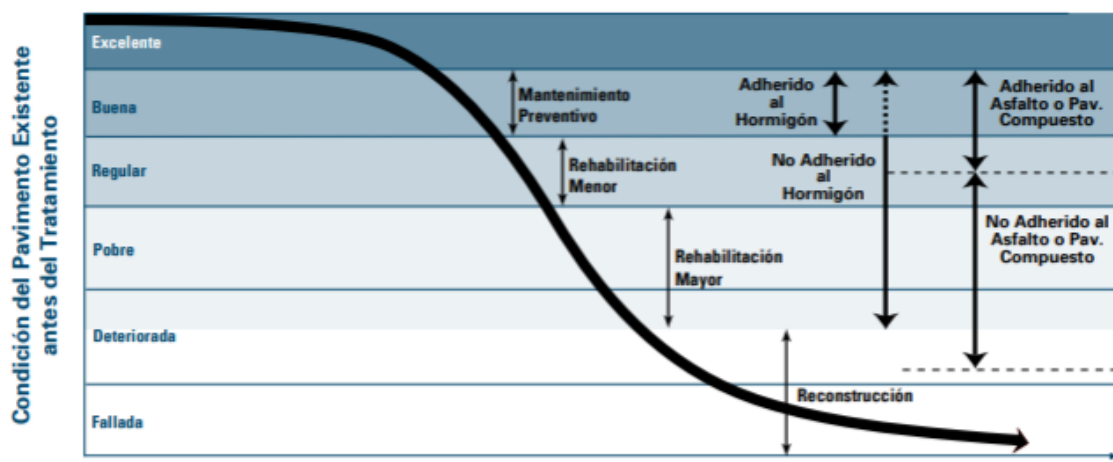 Condición del Pavimento Existente
antes del Tratamiento
Excelente
Buena
Regular
Pobre
Deteriorada
Fallada
Mantenimiento
Preventivo
Rehabilitación
Menor
Rehabilitación
Mayor
Reconstrucción
Adherido
al
Hormigón
No Adherido
al
Hormigón
Adherido al
Asfalto o Pav.
Compuesto
No Adherido al
Asfalto o Pav.
Compuesto